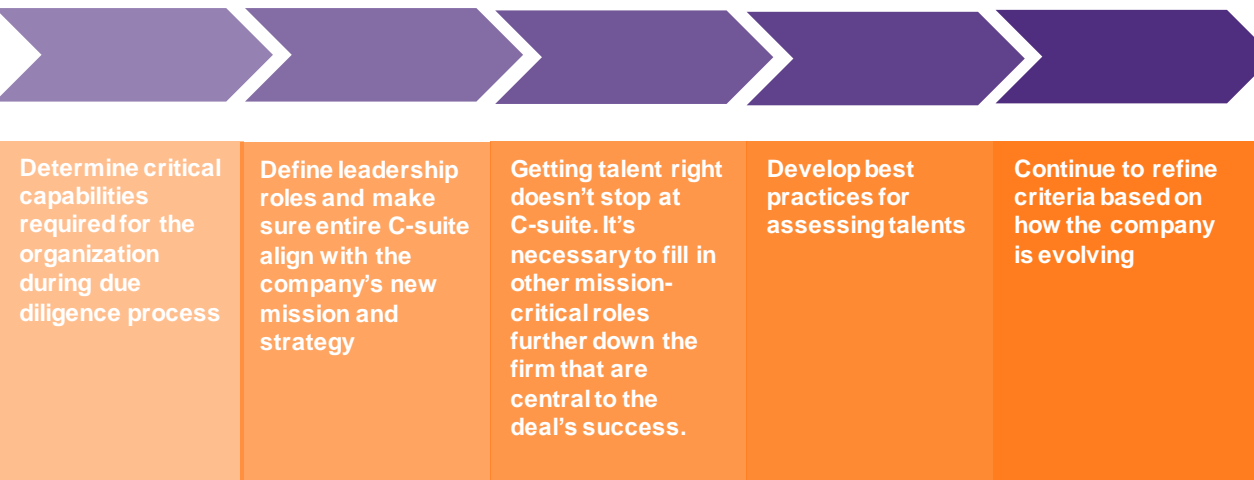 Determine critical
capabilities
required for the
organization
during due
diligence process
Define leadership
roles and make
sure entire C-suite
align with the
company's new
mission and
strategy
Getting talent right
doesn't stop at
C-suite. It's
necessary to fill in
other mission-
critical roles
further down the
firm that are
central to the
deal's success.
Develop best
practices for
assessing talents
Continue to refine
criteria based on
how the company
is evolving